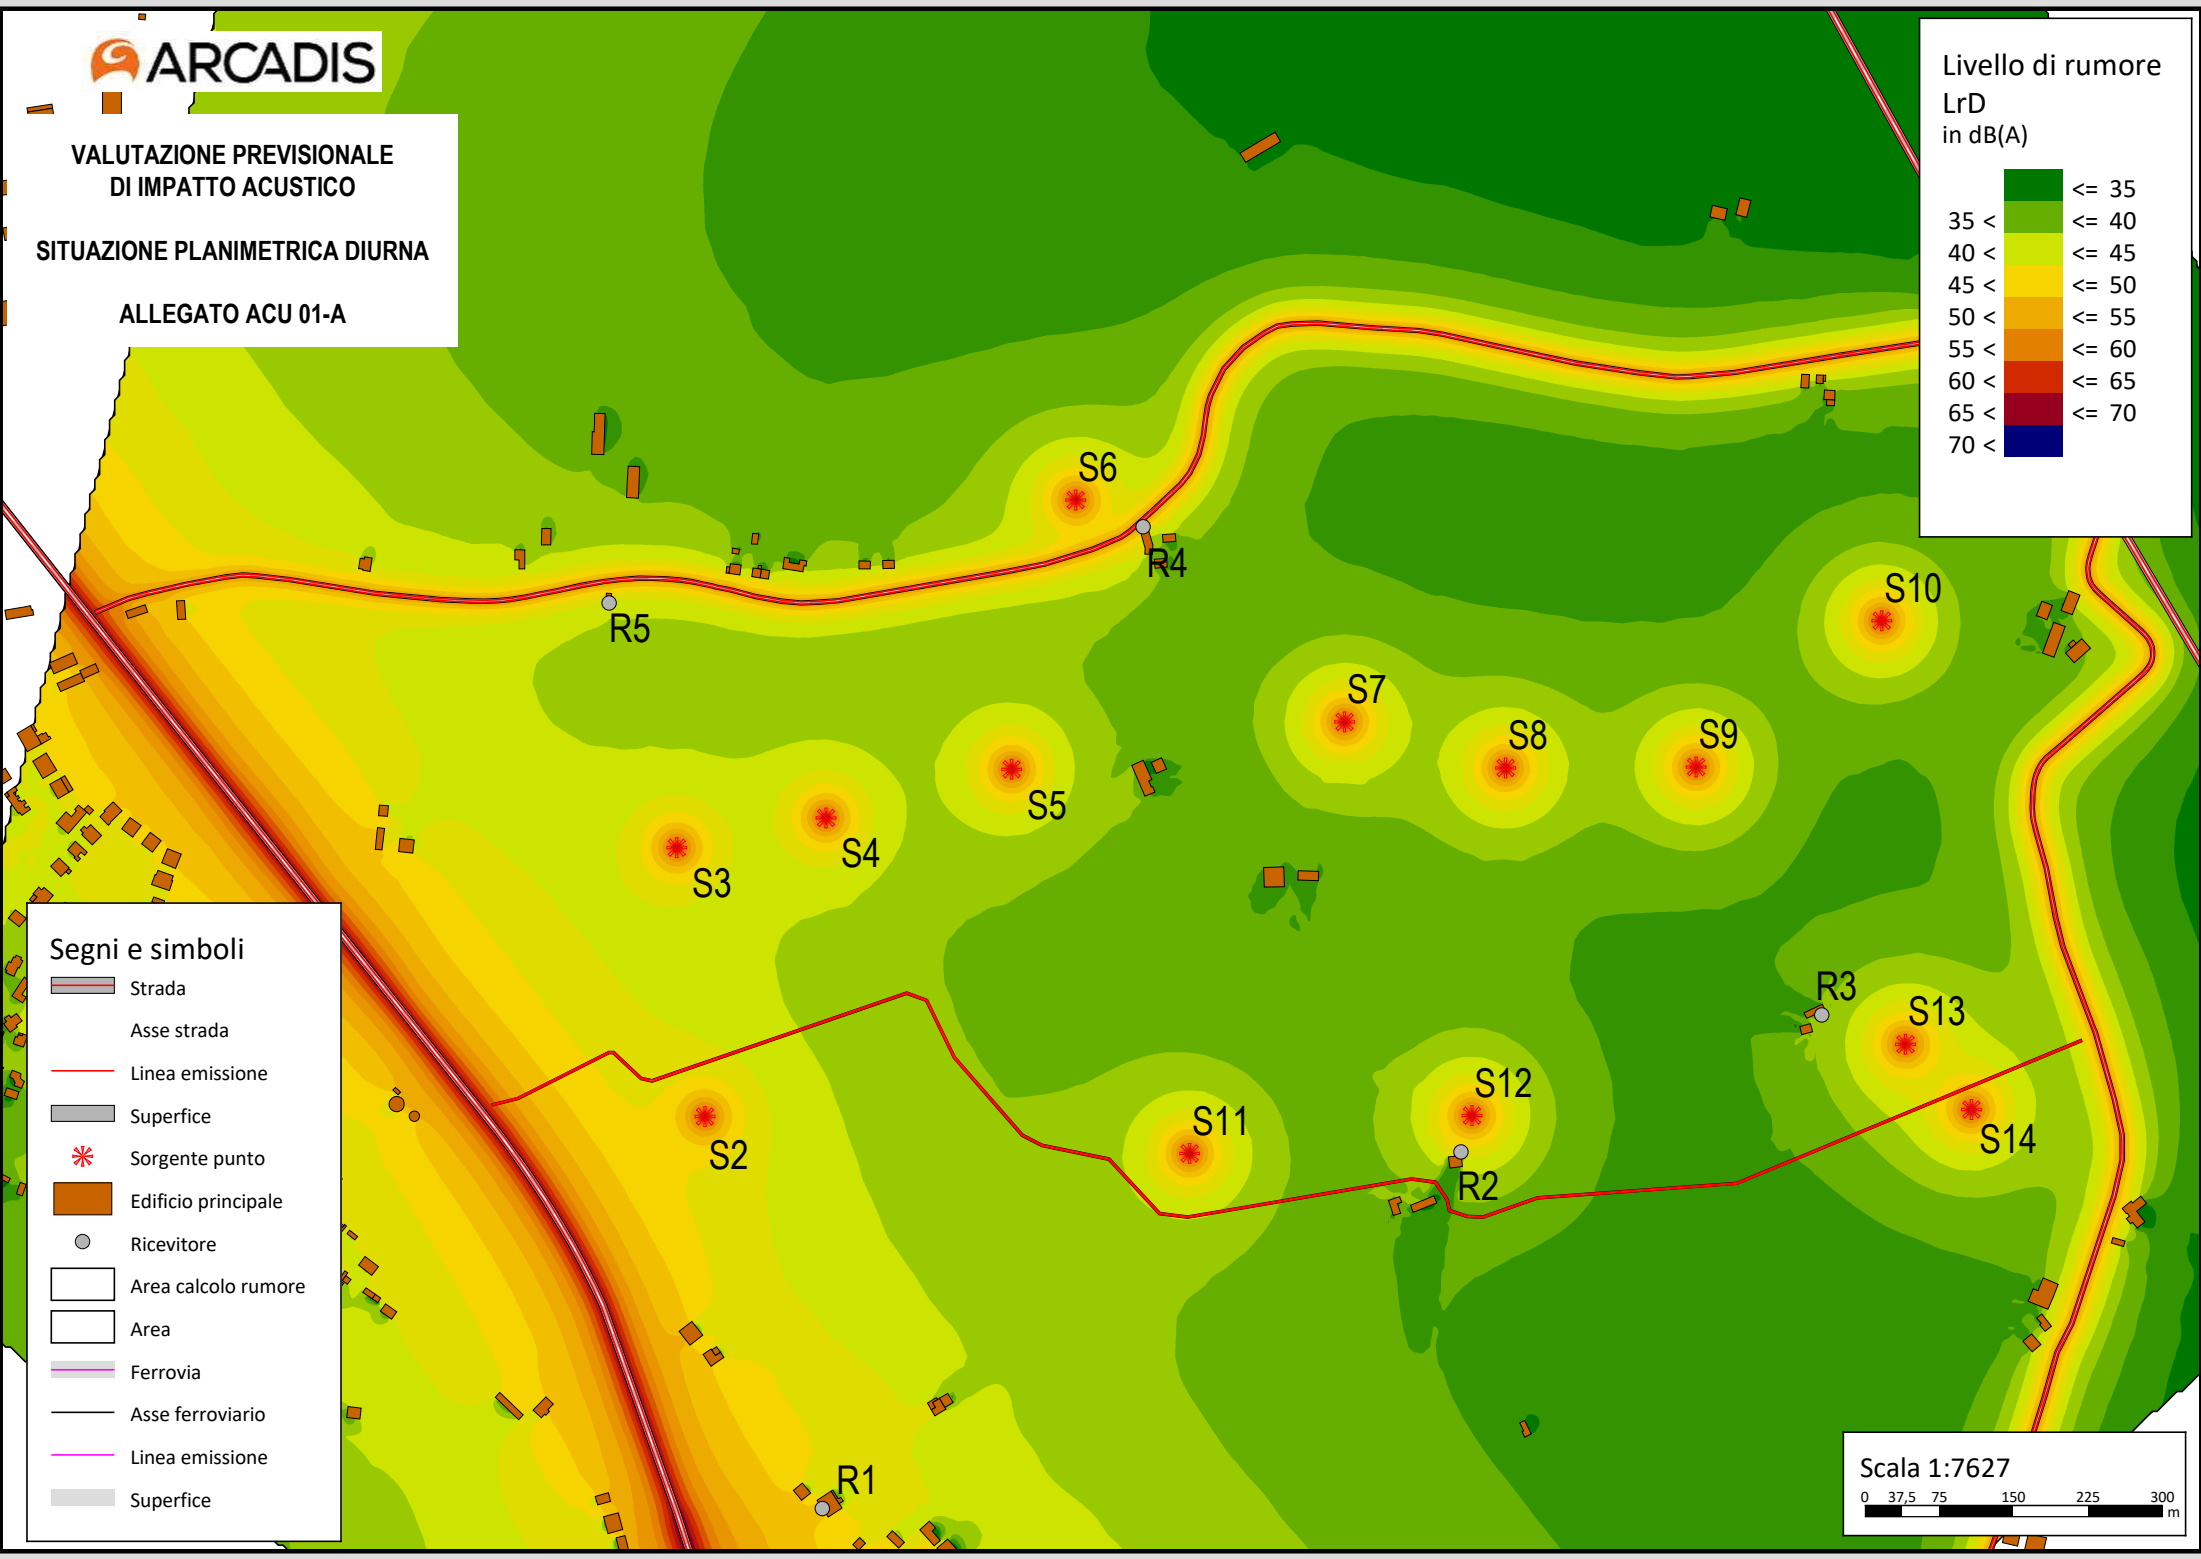 ARCADIS
VALUTAZIONE PREVISIONALE
DI IMPATTO ACUSTICO
SITUAZIONE PLANIMETRICA DIURNA
ALLEGATO ACU 01-A
Livello di rumore
LrD
in dB(A)
<= 35
35 < <= 40
40 < <= 45
45 < <= 50
50 < <= 55
55 < <= 60
60 < <= 65
65 < <= 70
70 <
S6
R4
S10
R5
S7
S8
S9
S5
S4
S3
R3
S13
S12
S11
S14
S2
R2
R1
Segni e simboli
Strada
Asse strada
Linea emissione
Superfice
Sorgente punto
Edificio principale
Ricevitore
Area calcolo rumore
Area
Ferrovia
Asse ferroviario
Linea emissione
Superfice
Scala 1:7627
0 37,5 75 150 225 300
m